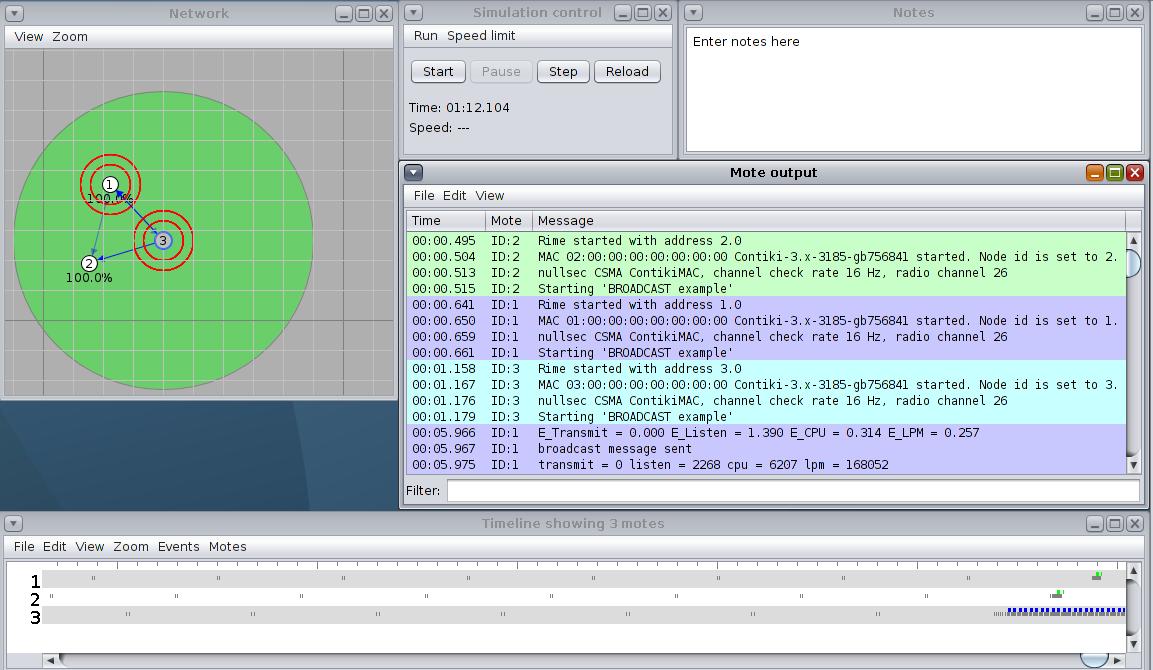 Network
View Zoom
1
100.0%
3
2
100.0%
Simulation control
Run Speed limit
Start Pause Step Reload
Time: 01:12.104
Speed: ---
Notes
Enter notes here
Mote output
File Edit View
Time Mote Message
00:00.495 ID:2 Rime started with address 2.0
00:00.504 ID:2 MAC 02:00:00:00:00:00:00:00 Contiki-3.x-3185-gb756841 started. Node id is set to 2.
00:00.513 ID:2 nullsec CSMA ContikiMAC, channel check rate 16 Hz, radio channel 26
00:00.515 ID:2 Starting 'BROADCAST example'
00:00.641 ID:1 Rime started with address 1.0
00:00.650 ID:1 MAC 01:00:00:00:00:00:00:00 Contiki-3.x-3185-gb756841 started. Node id is set to 1.
00:00.659 ID:1 nullsec CSMA ContikiMAC, channel check rate 16 Hz, radio channel 26
00:00.661 ID:1 Starting 'BROADCAST example'
00:01.158 ID:3 Rime started with address 3.0
00:01.167 ID:3 MAC 03:00:00:00:00:00:00:00 Contiki-3.x-3185-gb756841 started. Node id is set to 3.
00:01.176 ID:3 nullsec CSMA ContikiMAC, channel check rate 16 Hz, radio channel 26
00:01.179 ID:3 Starting 'BROADCAST example'
00:05.966 ID:1 E_Transmit = 0.000 E_Listen = 1.390 E_CPU = 0.314 E_LPM = 0.257
00:05.967 ID:1 broadcast message sent
00:05.975 ID:1 transmit = 0 listen = 2268 cpu = 6207 lpm = 168052
Filter:
Timeline showing 3 motes
File Edit View Zoom Events Motes
1
2
3